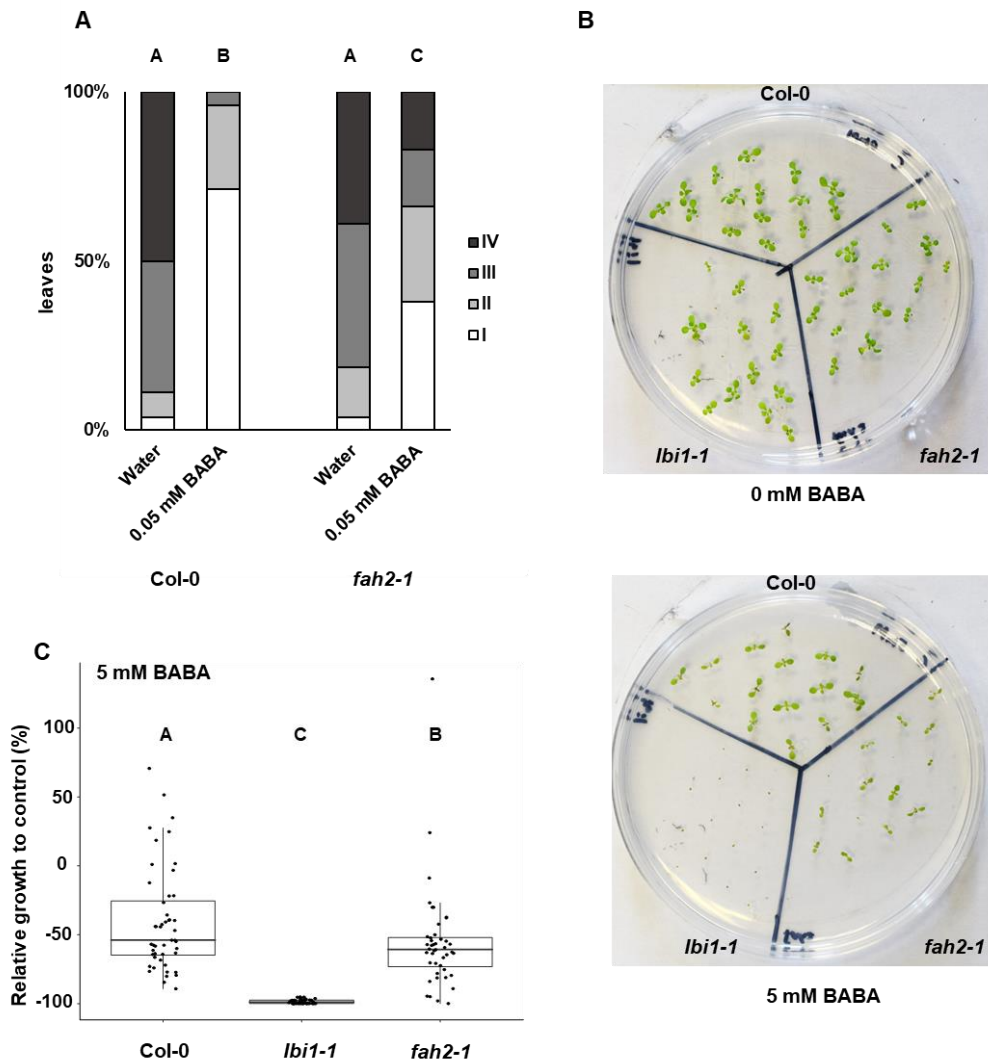 A
A B A C
100%
50%
0%
leaves
IV
III
II
I
Water
0.05 mM BABA
Water
0.05 mM BABA
Col-0 fah2-1
B
Col-0
lbi1-1
fah2-1
0 mM BABA
Col-0
lbi1-1
fah2-1
5 mM BABA
C
5 mM BABA
A C B
100
50
0
-50
-100
Relative growth to control (%)
Col-0 lbi1-1 fah2-1